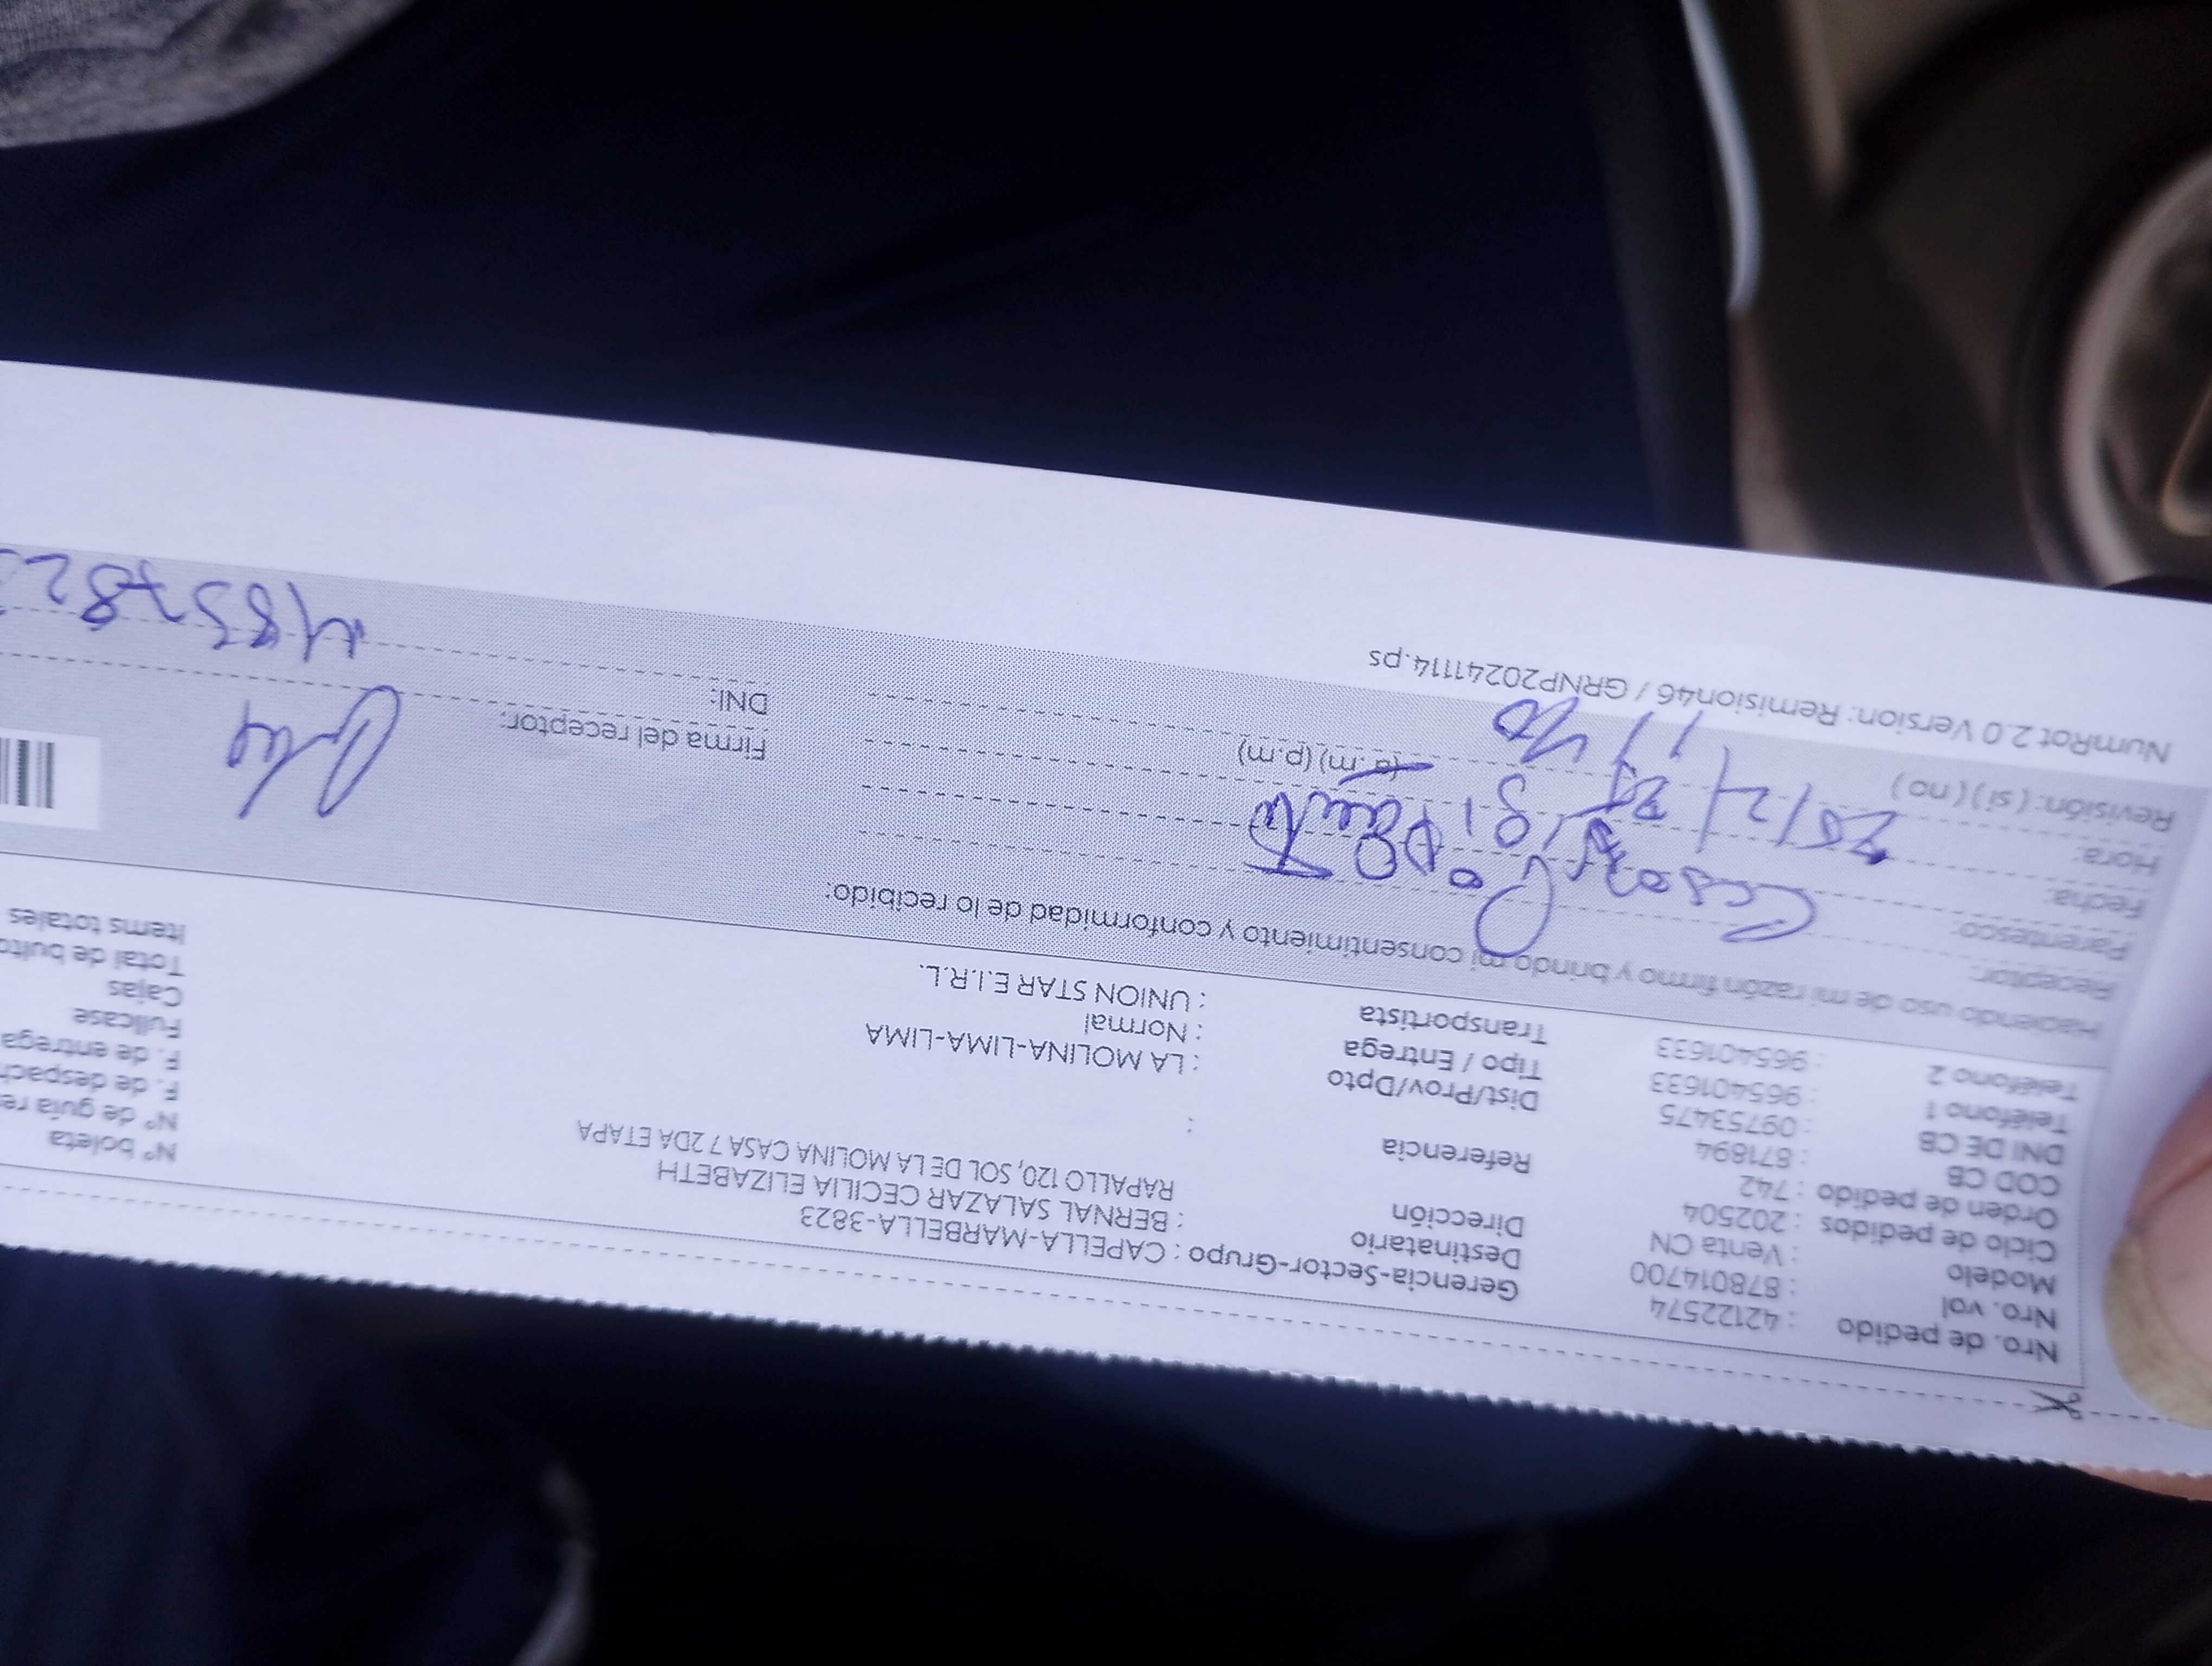 Nro. de pedido : 42122574
Nro. vol : 878014700
Modelo : Venta CN
Ciclo de pedidos : 202504
Orden de pedido : 742
COD CB : 871894
DNI DE CB : 09753475
Teléfono 1 : 965401633
Teléfono 2 : 965401633
Gerencia-Sector-Grupo : CAPELLA-MARBELLA-3823
Destinatario : BERNAL SALAZAR CECILIA ELIZABETH
Dirección
RAPALLO 120, SOL DE LA MOLINA CASA 7 2DA ETAPA
Referencia :
Dist/Prov/Dpto : LA MOLINA-LIMA-LIMA
Tipo / Entrega : Normal
Transportista : UNION STAR E.I.R.L.
N° boleta
N° de guía re
F. de despach
F. de entrega
Fullcase
Cajas
Total de bulto
Items totales
Haciendo uso de mi razón firmo y brindo mi consentimiento y conformidad de lo recibido:
Receptor:
Parentesco:
Fecha:
Hora: (a.m) (p.m)
Revisión: ( si ) ( no )
Firma del receptor:
DNI:
NumRot 2.0 Version: Remision46 / GRNP20241114.ps